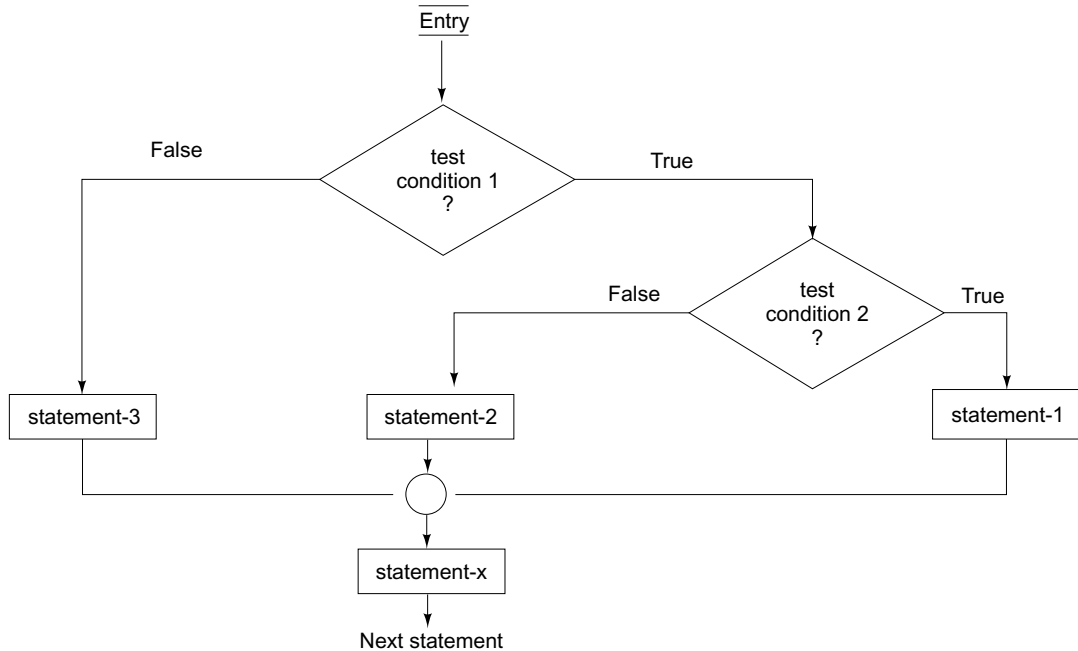 Entry
False
test
condition 1
?
True
False
test
condition 2
?
True
statement-3
statement-2
statement-1
statement-x
Next statement